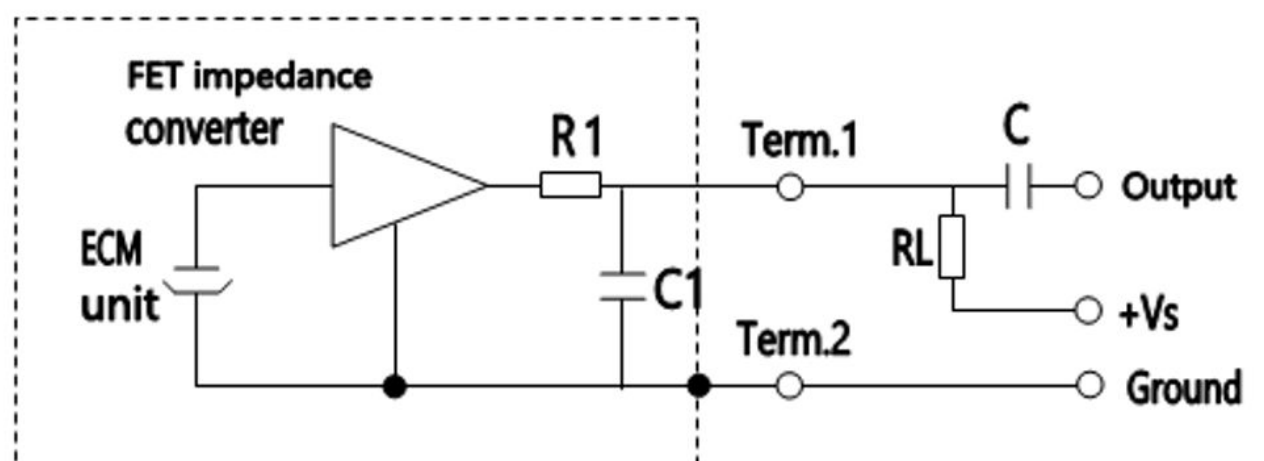 FET impedance
converter
R1
Term.1
C
Output
ECM
unit
RL
C1
+Vs
Term.2
Ground